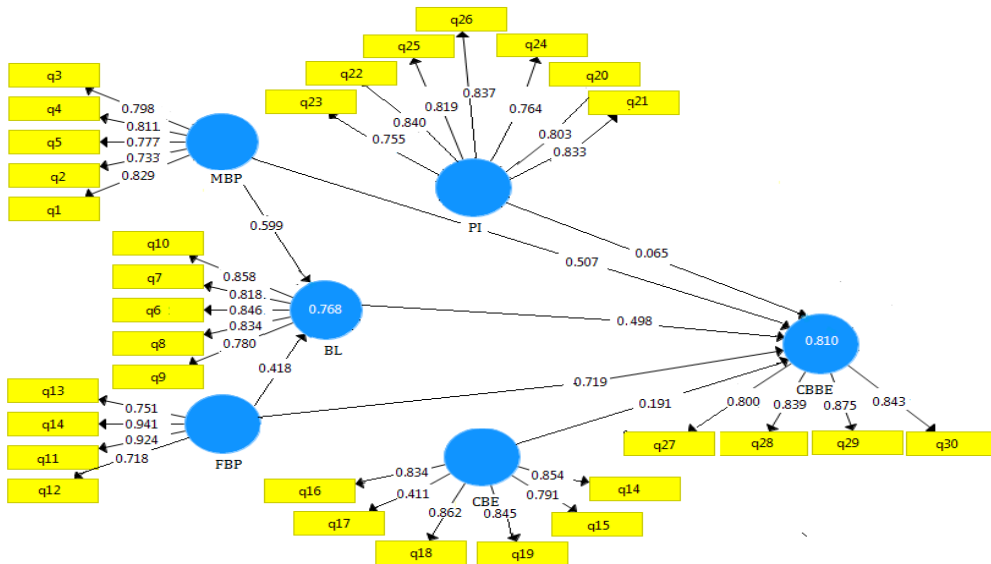 q26
q25
q24
q3
q22
q20
q23
q21
q4
q5
q2
q1
0.798
0.811
0.777
0.733
0.829
MBP
0.755
0.840
0.819
0.837
0.764
0.803
0.833
PI
0.599
0.507
0.065
q10
q7
q6
q8
q9
0.858
0.818
0.846
0.834
0.780
0.768
BL
0.498
0.810
CBBE
0.418
0.719
0.191
q13
q14
q11
q12
0.751
0.941
0.924
0.718
FBP
0.800
0.839
0.875
0.843
q27
q28
q29
q30
CBE
0.834
0.411
0.862
0.845
0.791
0.854
q16
q17
q18
q19
q15
q14